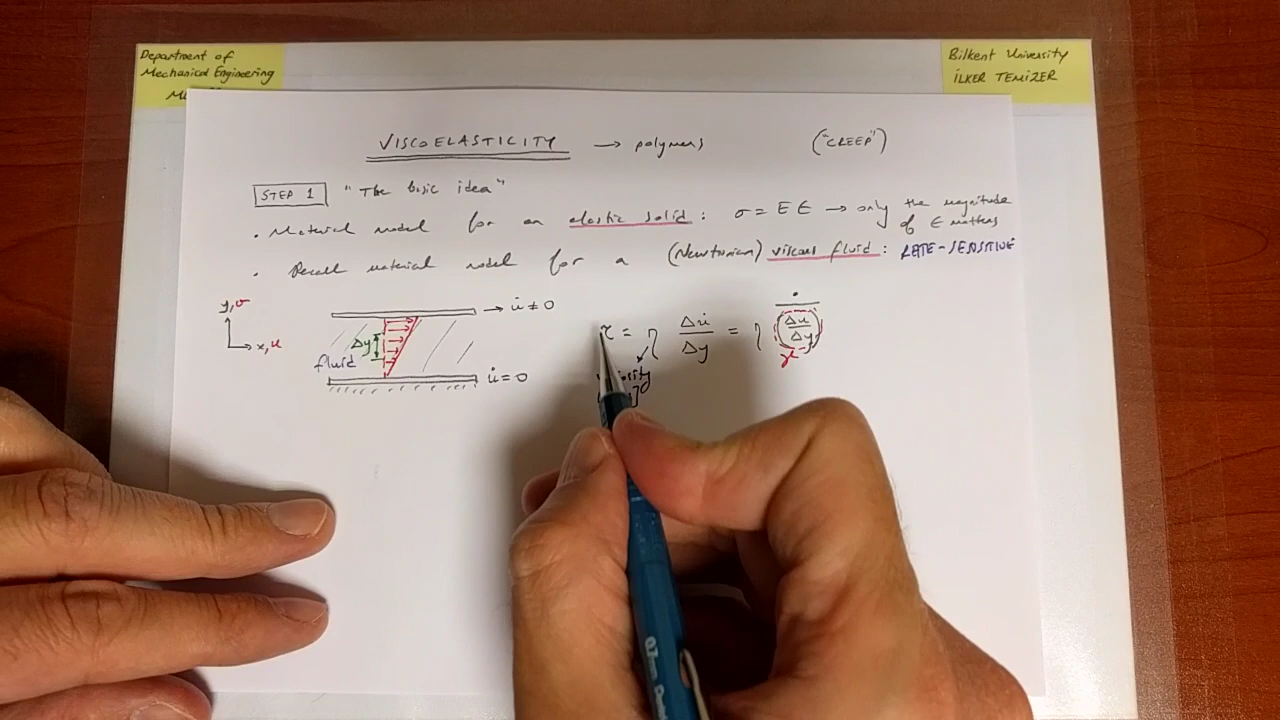 Department of
Mechanical Engineering
Bilkent University
İLKER TEMİZER
VISCOELASTICITY → polymers ("CREEP")
STEP 1 "The basic idea"
• Material model for an elastic solid: σ = E ϵ → only the magnitude
of ϵ matters
• Recall material model for a (Newtonian) viscous fluid: RATE-SENSITIVE
y,v
x,u
Δy
fluid
→ u̇ ≠ 0
u̇ = 0
τ = η Δu̇/Δy = η (Δu/Δy)˙
γ